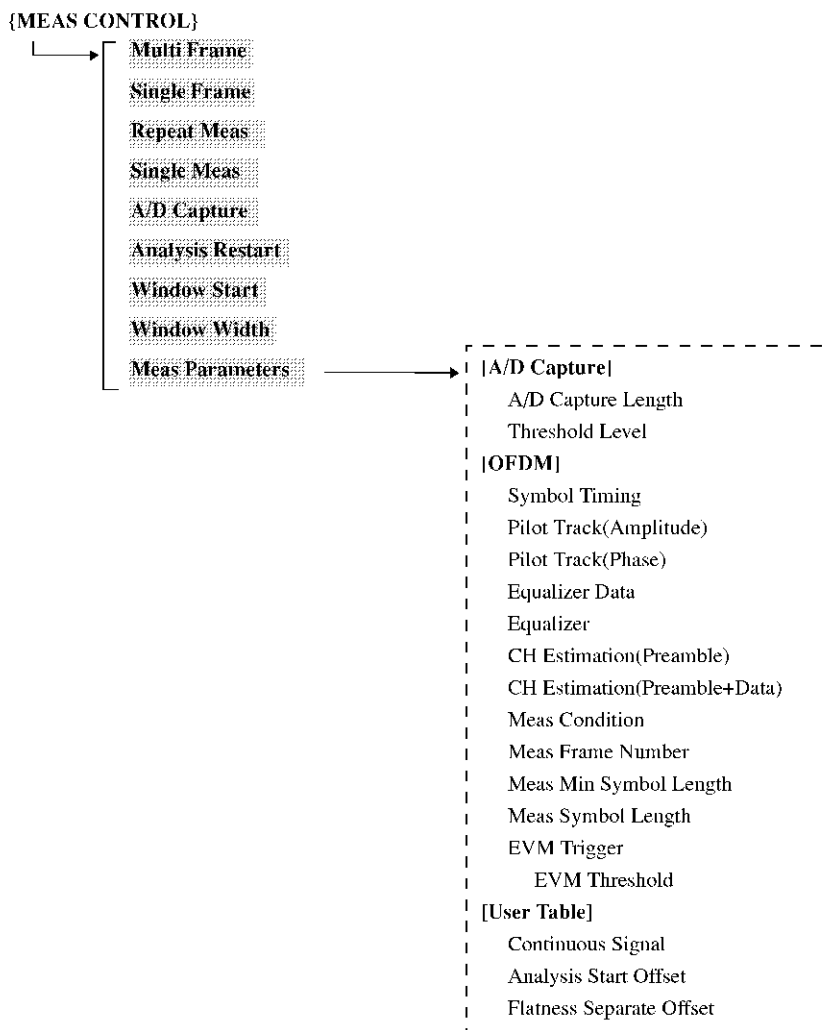 {MEAS CONTROL}
Multi Frame
Single Frame
Repeat Meas
Single Meas
A/D Capture
Analysis Restart
Window Start
Window Width
Meas Parameters
[A/D Capture]
A/D Capture Length
Threshold Level
[OFDM]
Symbol Timing
Pilot Track(Amplitude)
Pilot Track(Phase)
Equalizer Data
Equalizer
CH Estimation(Preamble)
CH Estimation(Preamble+Data)
Meas Condition
Meas Frame Number
Meas Min Symbol Length
Meas Symbol Length
EVM Trigger
EVM Threshold
[User Table]
Continuous Signal
Analysis Start Offset
Flatness Separate Offset